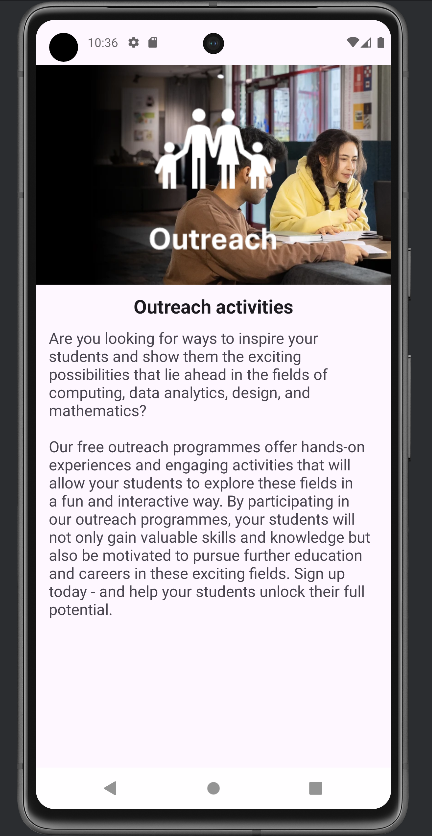 10:36
Outreach
Outreach activities
Are you looking for ways to inspire your
students and show them the exciting
possibilities that lie ahead in the fields of
computing, data analytics, design, and
mathematics?
Our free outreach programmes offer hands-on
experiences and engaging activities that will
allow your students to explore these fields in
a fun and interactive way. By participating in
our outreach programmes, your students will
not only gain valuable skills and knowledge but
also be motivated to pursue further education
and careers in these exciting fields. Sign up
today - and help your students unlock their full
potential.